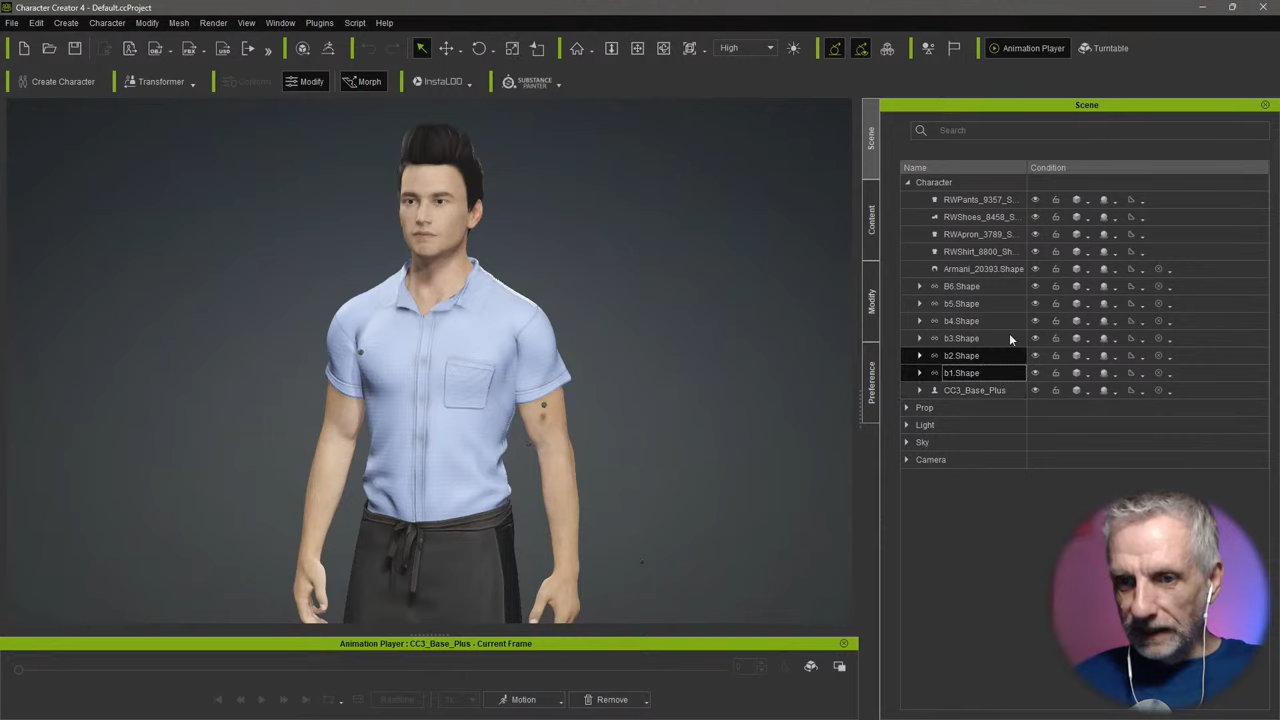 Character Creator 4 - Default.ccProject
File Edit Create Character Modify Mesh Render View Window Plugins Script Help
High Animation Player Turntable
Create Character Transformer Conform Modify Morph InstaLOD SUBSTANCE PAINTER
Scene
Search
Name Condition
Character
RWPants_9357_S...
RWShoes_8458_S...
RWApron_3789_S...
RWShirt_8800_Sh...
Armani_20393.Shape
B6.Shape
b5.Shape
b4.Shape
b3.Shape
b2.Shape
b1.Shape
CC3_Base_Plus
Prop
Light
Sky
Camera
Scene
Content
Modify
Preference
Animation Player : CC3_Base_Plus - Current Frame
0
Motion Remove